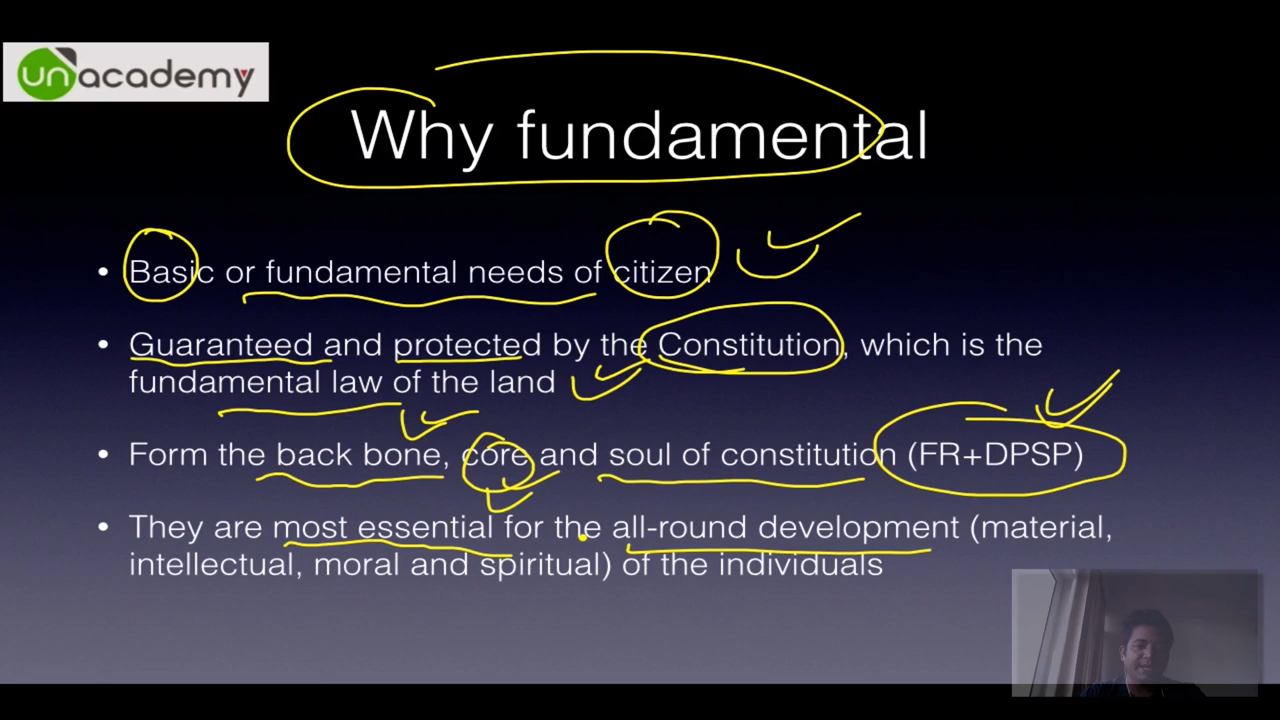 unacademy
Why fundamental
• Basic or fundamental needs of citizen
• Guaranteed and protected by the Constitution, which is the
fundamental law of the land
• Form the back bone, core and soul of constitution (FR+DPSP)
• They are most essential for the all-round development (material,
intellectual, moral and spiritual) of the individuals